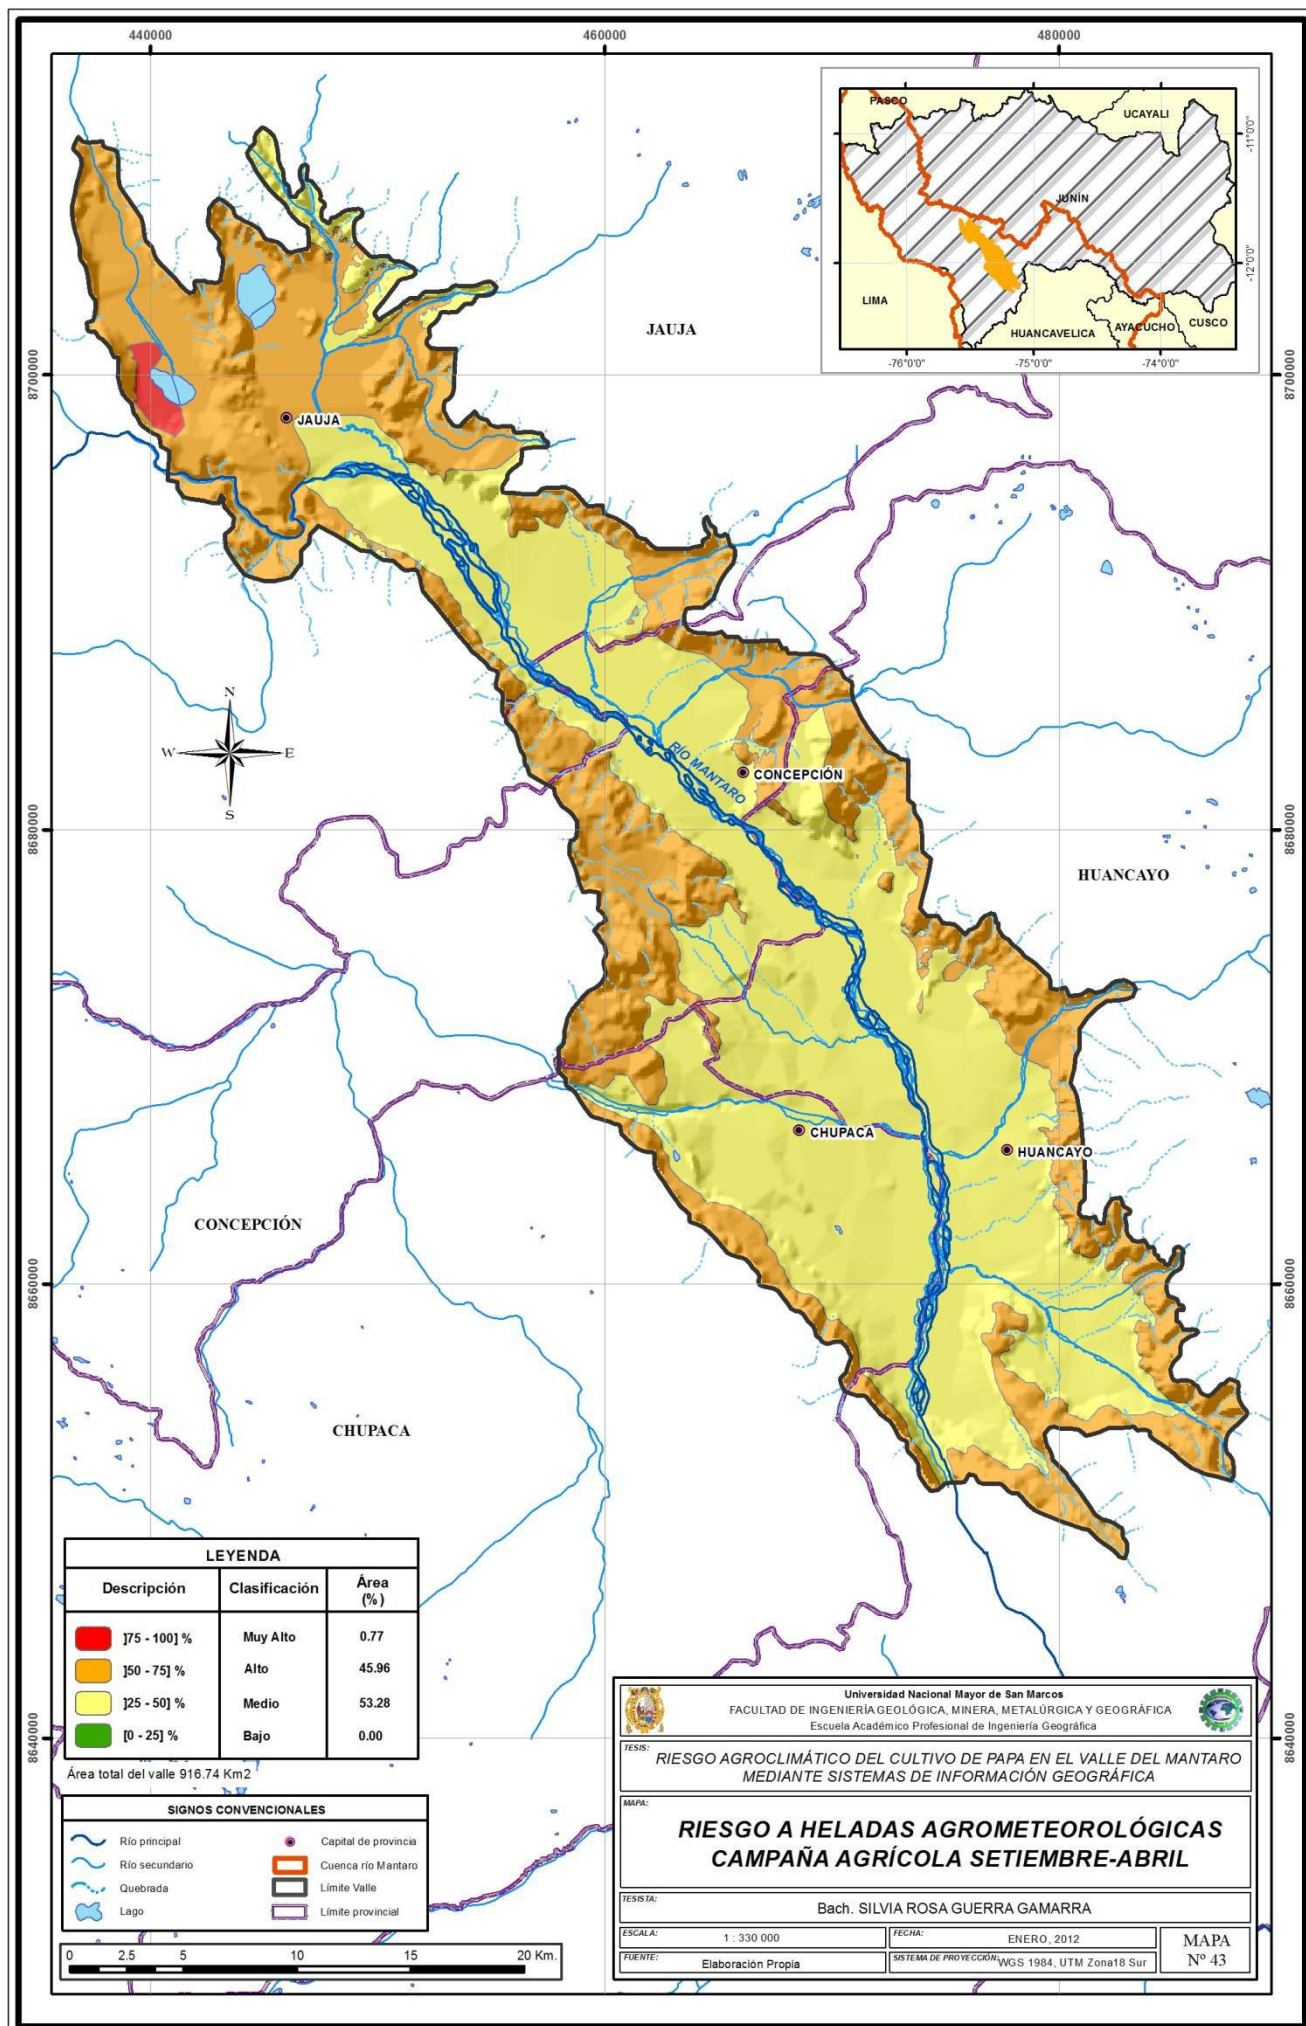 440000
460000
480000
PASCO
UCAYALI
JUNÍN
LIMA
HUANCAVELICA
AYACUCHO
CUSCO
-11°0'0"
-12°0'0"
-76°0'0"
-75°0'0"
-74°0'0"
8700000
8700000
JAUJA
JAUJA
N
W
E
S
RÍO MANTARO
CONCEPCIÓN
8680000
8680000
HUANCAYO
CHUPACA
HUANCAYO
CONCEPCIÓN
8660000
8660000
CHUPACA
LEYENDA
Descripción Clasificación Área (%)
]75 - 100] % Muy Alto 0.77
]50 - 75] % Alto 45.96
]25 - 50] % Medio 53.28
[0 - 25] % Bajo 0.00
Área total del valle 916.74 Km2
8640000
8640000
SIGNOS CONVENCIONALES
Río principal Capital de provincia
Río secundario Cuenca río Mantaro
Quebrada Límite Valle
Lago Límite provincial
0 2.5 5 10 15 20 Km.
Universidad Nacional Mayor de San Marcos
FACULTAD DE INGENIERÍA GEOLÓGICA, MINERA, METALÚRGICA Y GEOGRÁFICA
Escuela Académico Profesional de Ingeniería Geográfica
TESIS:
RIESGO AGROCLIMÁTICO DEL CULTIVO DE PAPA EN EL VALLE DEL MANTARO
MEDIANTE SISTEMAS DE INFORMACIÓN GEOGRÁFICA
MAPA:
RIESGO A HELADAS AGROMETEOROLÓGICAS
CAMPAÑA AGRÍCOLA SETIEMBRE-ABRIL
TESISTA:
Bach. SILVIA ROSA GUERRA GAMARRA
ESCALA: 1 : 330 000
FECHA: ENERO, 2012
FUENTE: Elaboración Propia
SISTEMA DE PROYECCIÓN: WGS 1984, UTM Zona18 Sur
MAPA
Nº 43